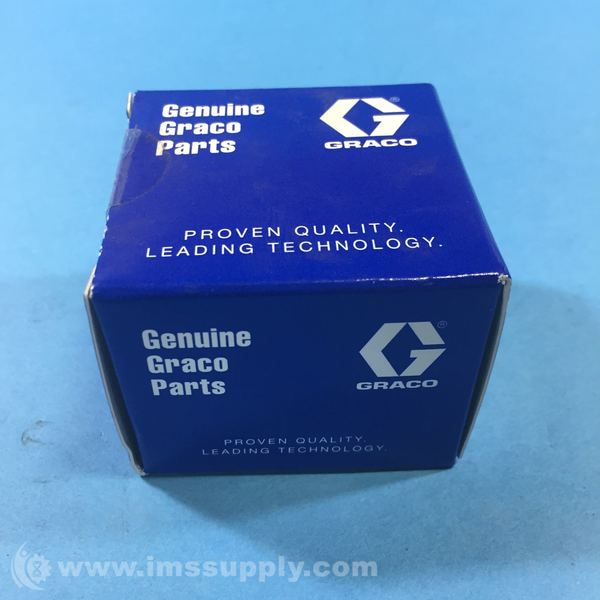 Genuine
Graco
Parts
GRACO
PROVEN QUALITY.
LEADING TECHNOLOGY.
Genuine
Graco
Parts
GRACO
PROVEN QUALITY.
LEADING TECHNOLOGY.
www.imssupply.com